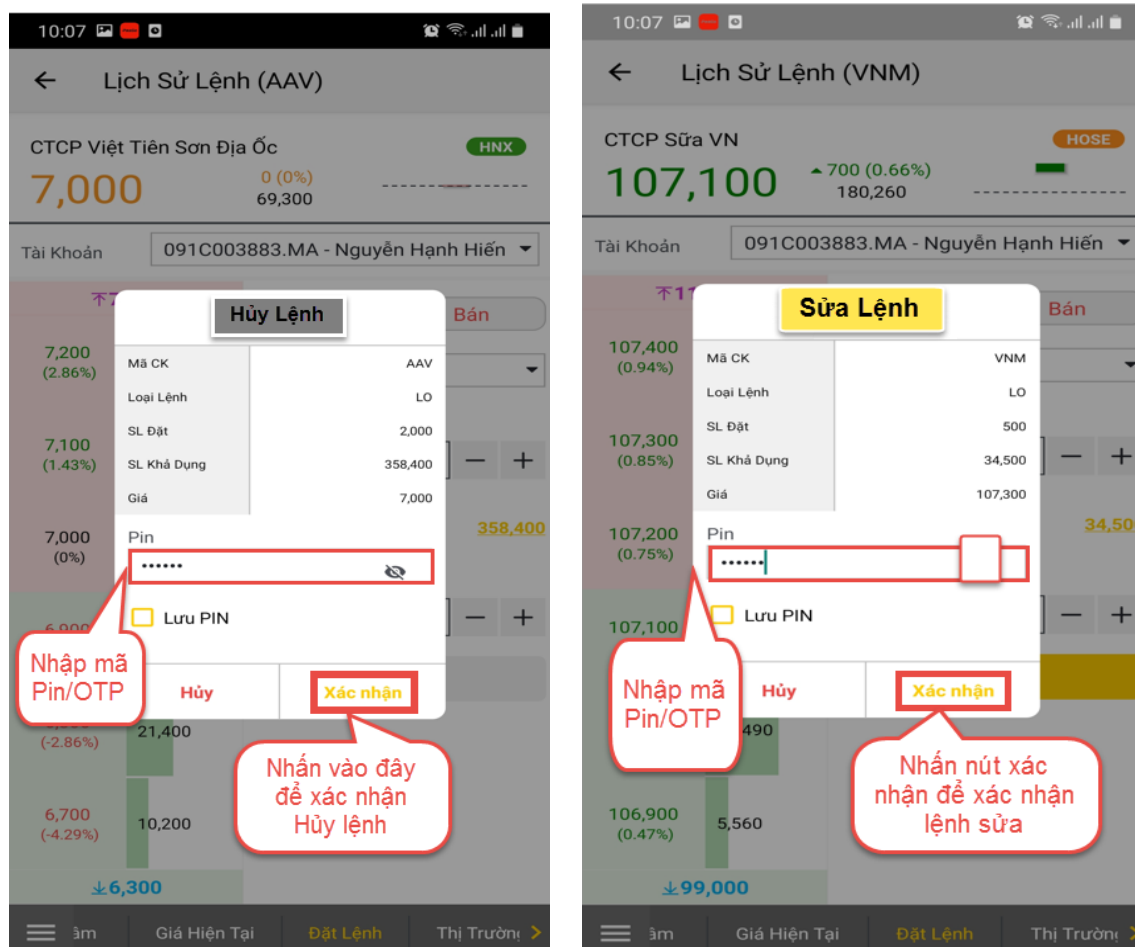 10:07
Lịch Sử Lệnh (AAV)
CTCP Việt Tiên Sơn Địa Ốc
HNX
7,000
0 (0%)
69,300
Tài Khoản
091C003883.MA - Nguyễn Hạnh Hiến
Hủy Lệnh
Bán
7,200
(2.86%)
Mã CK AAV
Loại Lệnh LO
7,100
(1.43%)
SL Đặt 2,000
SL Khả Dụng 358,400
Giá 7,000
7,000
(0%)
358,400
Pin
••••••
Lưu PIN
6,900
Nhập mã
Pin/OTP
Hủy
Xác nhận
(-2.86%)
21,400
Nhấn vào đây
để xác nhận
Hủy lệnh
6,700
(-4.29%)
10,200
6,300
Giá Hiện Tại
Đặt Lệnh
Thị Trường
10:07
Lịch Sử Lệnh (VNM)
CTCP Sữa VN
HOSE
107,100
700 (0.66%)
180,260
Tài Khoản
091C003883.MA - Nguyễn Hạnh Hiến
Sửa Lệnh
Bán
107,400
(0.94%)
Mã CK VNM
Loại Lệnh LO
107,300
(0.85%)
SL Đặt 500
SL Khả Dụng 34,500
Giá 107,300
107,200
(0.75%)
34,50
Pin
••••••
Lưu PIN
107,100
Nhập mã
Pin/OTP
Hủy
Xác nhận
490
Nhấn nút xác
nhận để xác nhận
lệnh sửa
106,900
(0.47%)
5,560
99,000
Giá Hiện Tại
Đặt Lệnh
Thị Trường